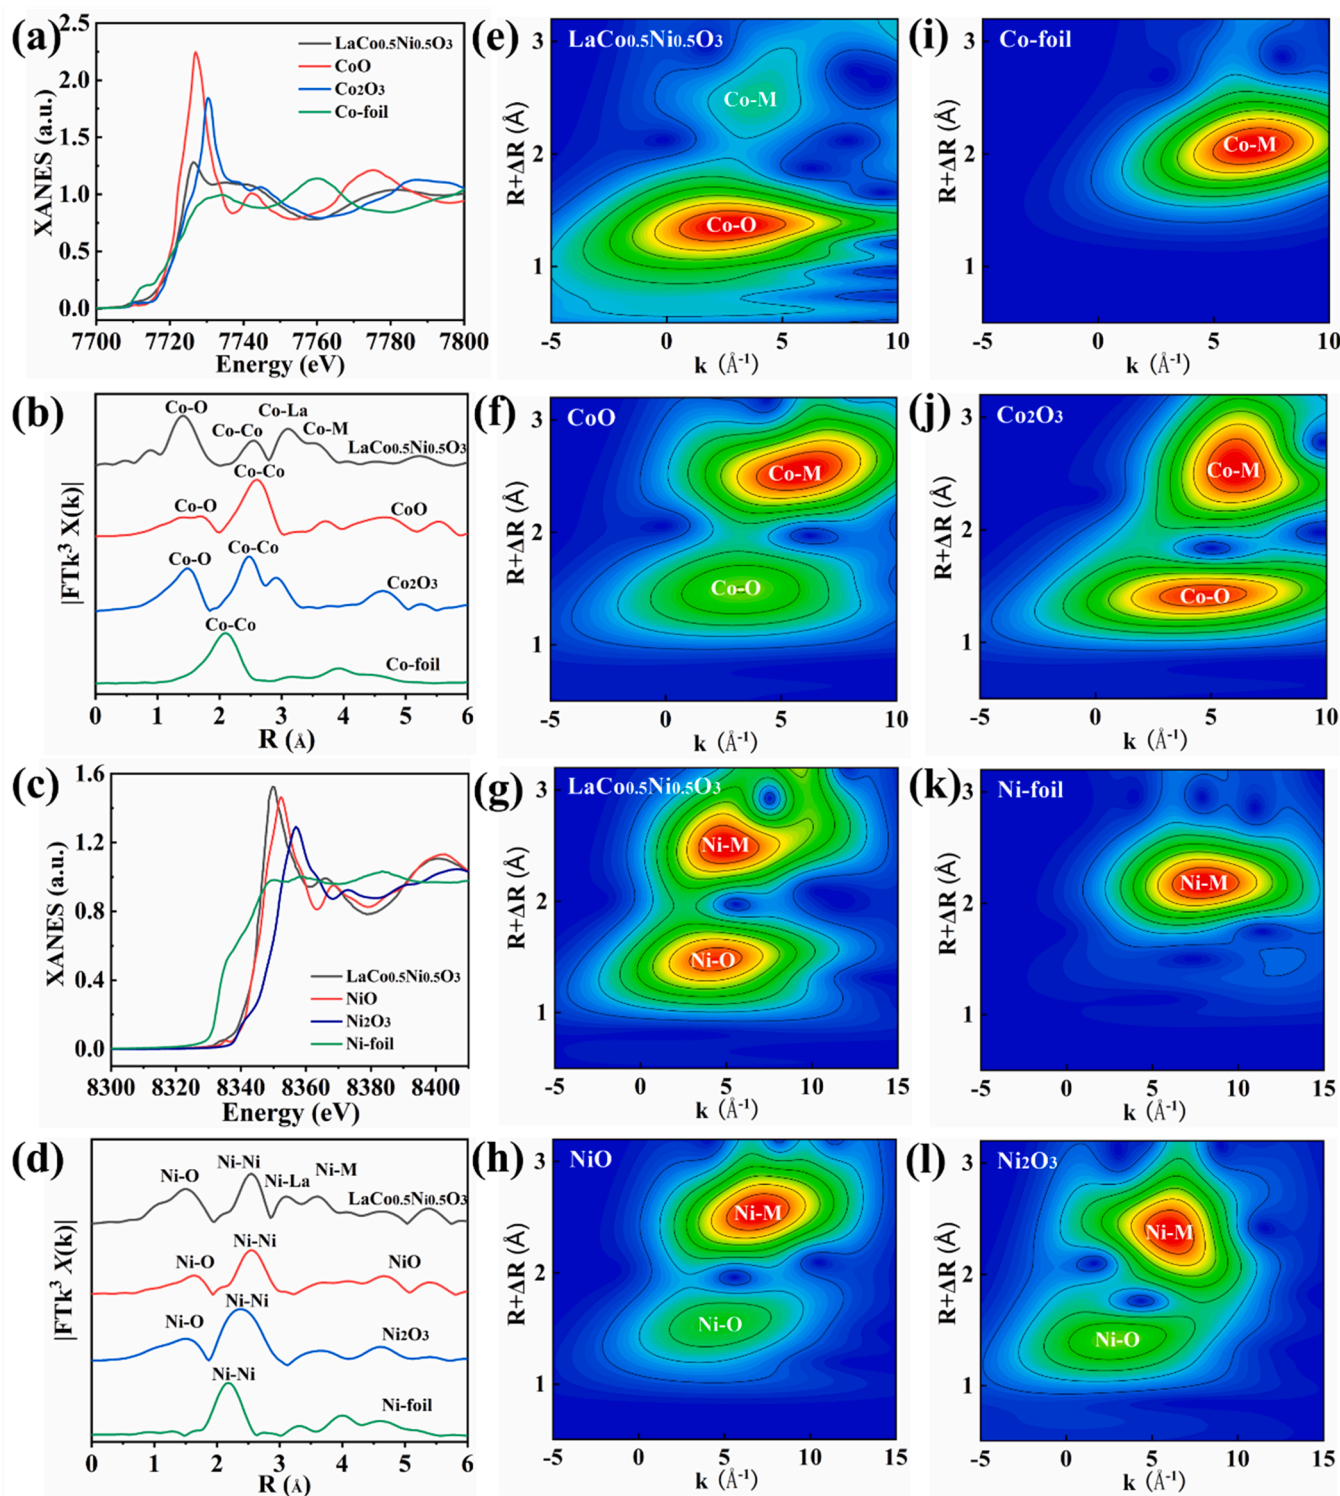 (a)
2.5
2.0
1.5
1.0
0.5
0.0
XANES (a.u.)
LaCo0.5Ni0.5O3
CoO
Co2O3
Co-foil
7700 7720 7740 7760 7780 7800
Energy (eV)
(e)
LaCo0.5Ni0.5O3
Co-M
Co-O
3
2
1
R+ΔR (Å)
-5 0 5 10
k (Å-1)
(i)
Co-foil
Co-M
3
2
1
R+ΔR (Å)
-5 0 5 10
k (Å-1)
(b)
|FTk3 X(k)|
Co-O
Co-Co
Co-La
Co-M
LaCo0.5Ni0.5O3
Co-O
Co-Co
CoO
Co-O
Co-Co
Co2O3
Co-Co
Co-foil
0 1 2 3 4 5 6
R (Å)
(f)
CoO
Co-M
Co-O
3
2
1
R+ΔR (Å)
-5 0 5 10
k (Å-1)
(j)
Co2O3
Co-M
Co-O
3
2
1
R+ΔR (Å)
-5 0 5 10
k (Å-1)
(c)
1.6
1.2
0.8
0.4
0.0
XANES (a.u.)
LaCo0.5Ni0.5O3
NiO
Ni2O3
Ni-foil
8300 8320 8340 8360 8380 8400
Energy (eV)
(g)
LaCo0.5Ni0.5O3
Ni-M
Ni-O
3
2
1
R+ΔR (Å)
-5 0 5 10 15
k (Å-1)
(k)
Ni-foil
Ni-M
3
2
1
R+ΔR (Å)
-5 0 5 10 15
k (Å-1)
(d)
|FTk3 X(k)|
Ni-O
Ni-Ni
Ni-La
Ni-M
LaCo0.5Ni0.5O3
Ni-O
Ni-Ni
NiO
Ni-O
Ni-Ni
Ni2O3
Ni-Ni
Ni-foil
0 1 2 3 4 5 6
R (Å)
(h)
NiO
Ni-M
Ni-O
3
2
1
R+ΔR (Å)
-5 0 5 10 15
k (Å-1)
(l)
Ni2O3
Ni-M
Ni-O
3
2
1
R+ΔR (Å)
-5 0 5 10 15
k (Å-1)